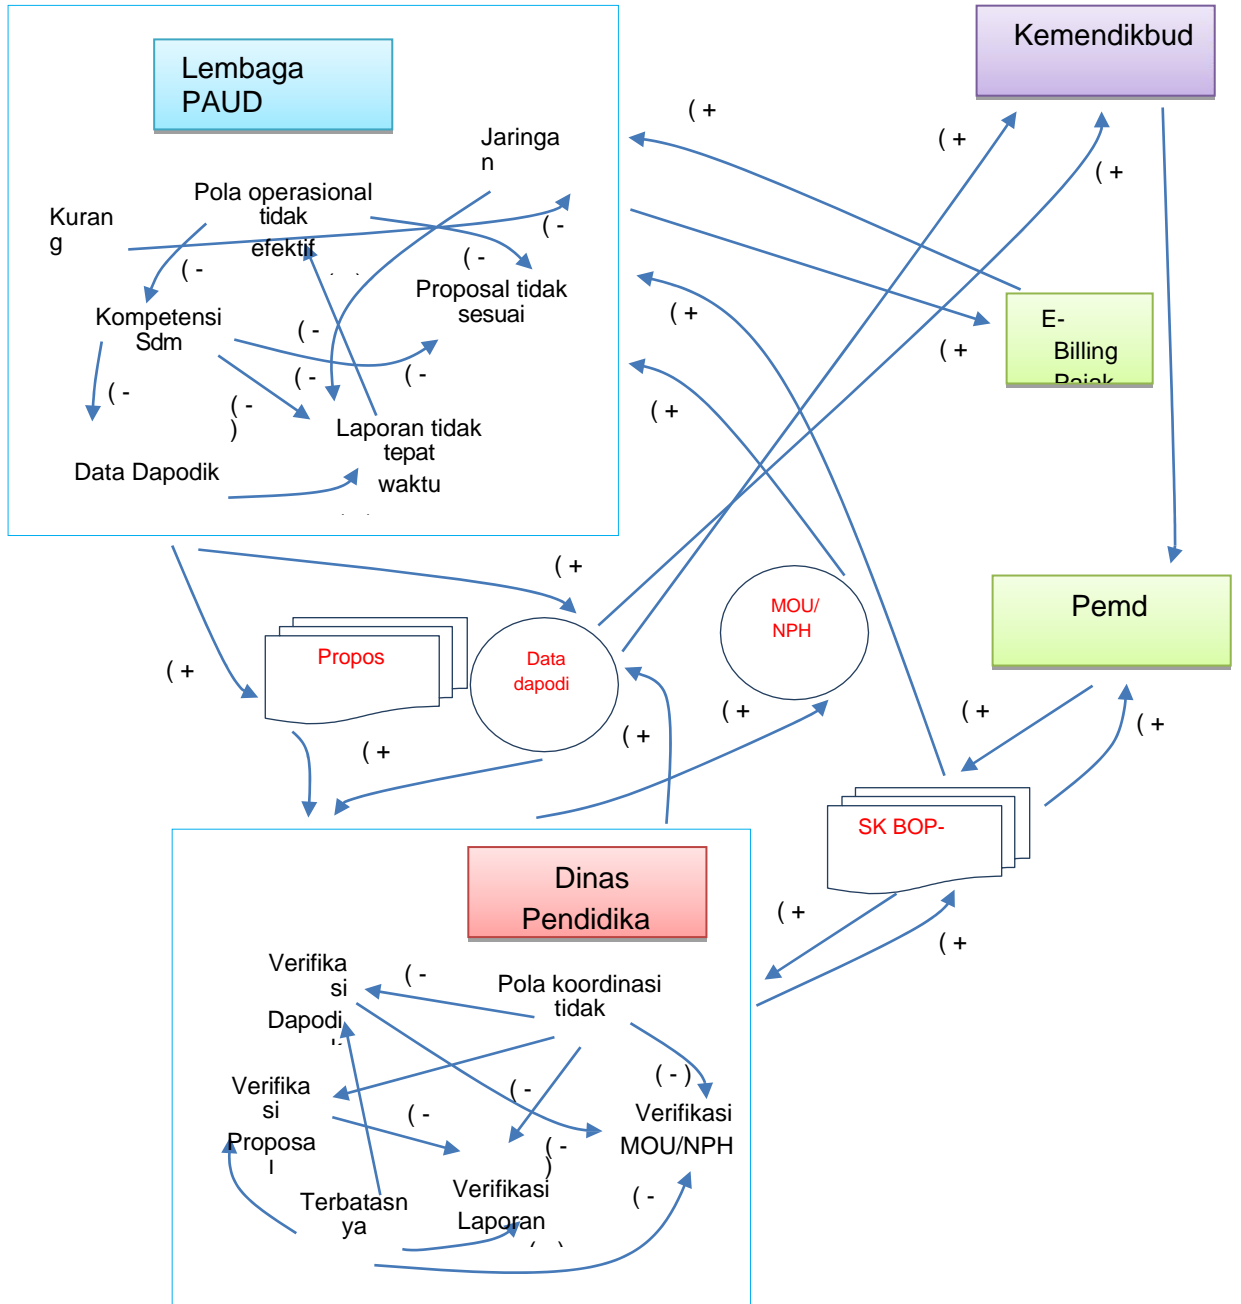 Kemendikbud
Lembaga
PAUD
( +
( +
( +
Jaringa
n
Pola operasional
tidak
efektif
Kuran
g
( -
( -
( -
Proposal tidak
sesuai
Kompetensi
Sdm
( -
( -
( -
( -
( -
)
( +
( +
( +
E-
Billing
Pajak
Laporan tidak
tepat
waktu
Data Dapodik
( +
MOU/
NPH
Pemd
Propos
Data
dapodi
( +
( +
( +
( +
( +
( +
SK BOP-
Dinas
Pendidika
( +
( +
Verifika
si
Dapodi
( -
Pola koordinasi
tidak
Verifika
si
Proposa
l
( -
( -
( - )
Verifikasi
MOU/NPH
( -
)
Terbatasn
ya
Verifikasi
Laporan
( -